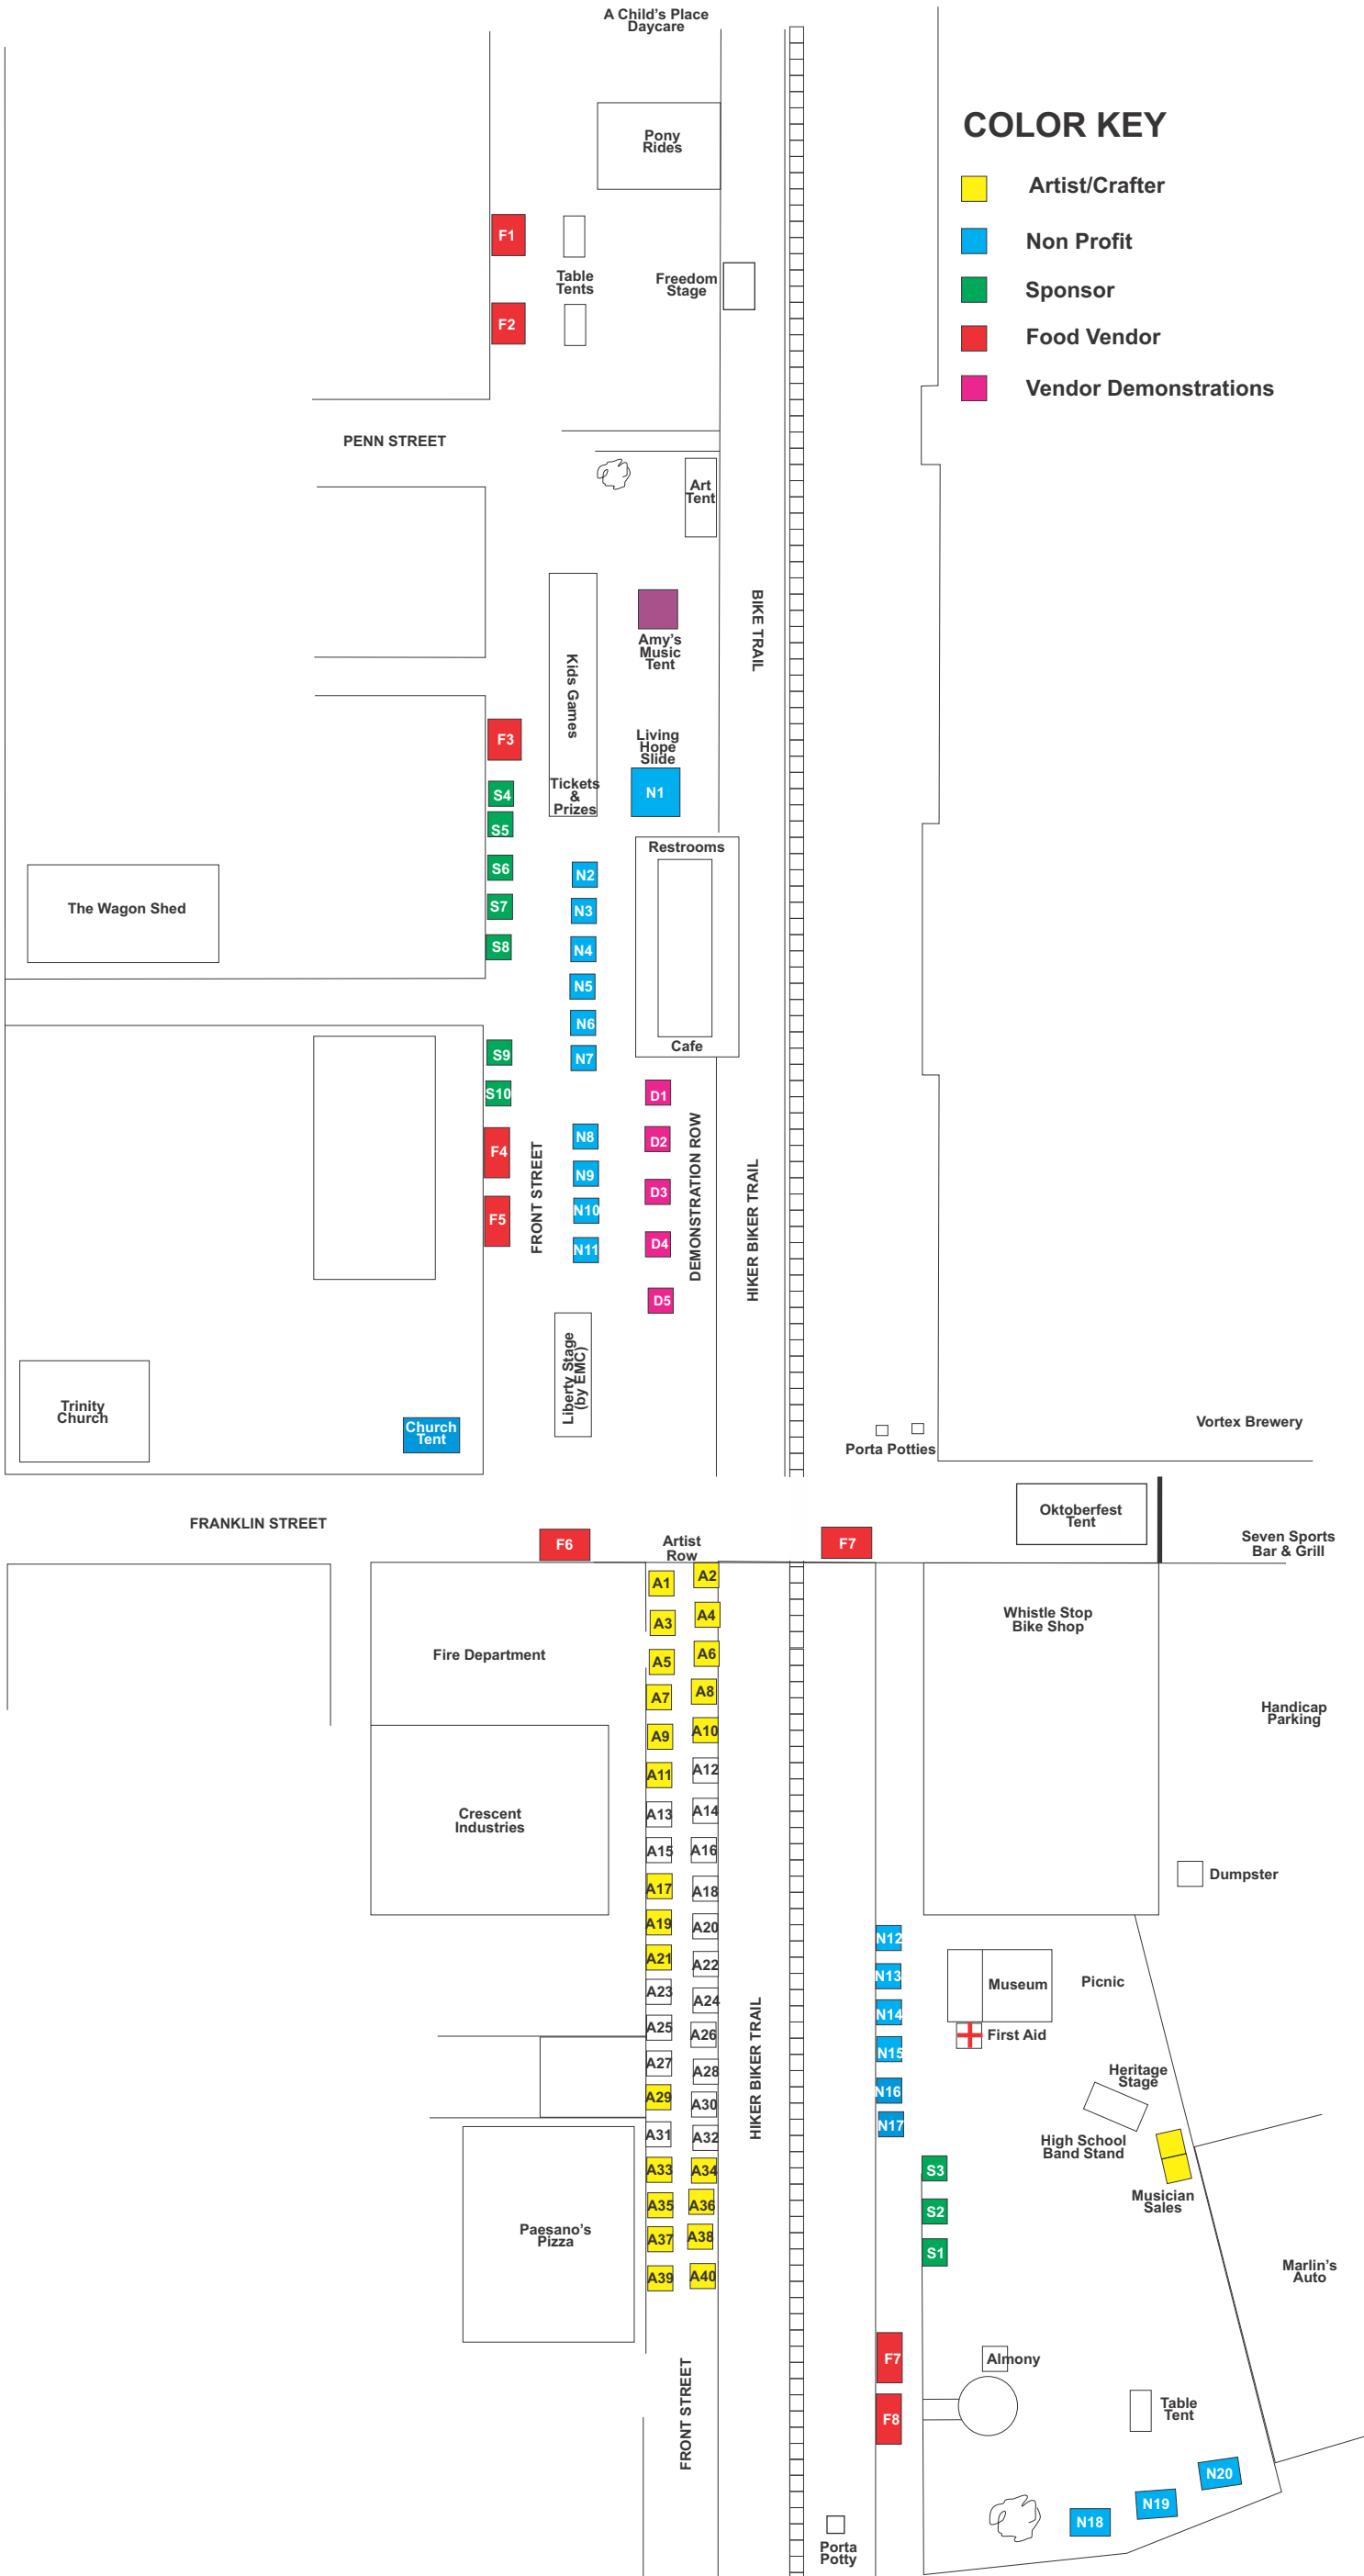 A Child's Place
Daycare
COLOR KEY
Artist/Crafter
Non Profit
Sponsor
Food Vendor
Vendor Demonstrations
Pony
Rides
F1
Table
Tents
Freedom
Stage
F2
PENN STREET
Art
Tent
Amy's
Music
Tent
BIKE TRAIL
Kids Games
F3
Living
Hope
Slide
Tickets
&
Prizes
N1
S4
S5
S6
S7
S8
Restrooms
Cafe
The Wagon Shed
N2
N3
N4
N5
N6
N7
S9
S10
F4
F5
FRONT STREET
N8
N9
N10
N11
D1
D2
D3
D4
D5
DEMONSTRATION ROW
HIKER BIKER TRAIL
Liberty Stage
(by EMC)
Trinity
Church
Church
Tent
Porta Potties
Vortex Brewery
FRANKLIN STREET
F6
Artist
Row
F7
Oktoberfest
Tent
Seven Sports
Bar & Grill
A1
A2
A3
A4
A5
A6
A7
A8
A9
A10
A11
A12
A13
A14
A15
A16
A17
A18
A19
A20
A21
A22
A23
A24
A25
A26
A27
A28
A29
A30
A31
A32
A33
A34
A35
A36
A37
A38
A39
A40
Fire Department
Crescent
Industries
Paesano's
Pizza
Whistle Stop
Bike Shop
Handicap
Parking
Dumpster
N12
N13
N14
N15
N16
N17
Museum
Picnic
First Aid
HIKER BIKER TRAIL
Heritage
Stage
High School
Band Stand
Musician
Sales
S3
S2
S1
Marlin's
Auto
FRONT STREET
F7
F8
Almony
Table
Tent
N20
N19
N18
Porta
Potty